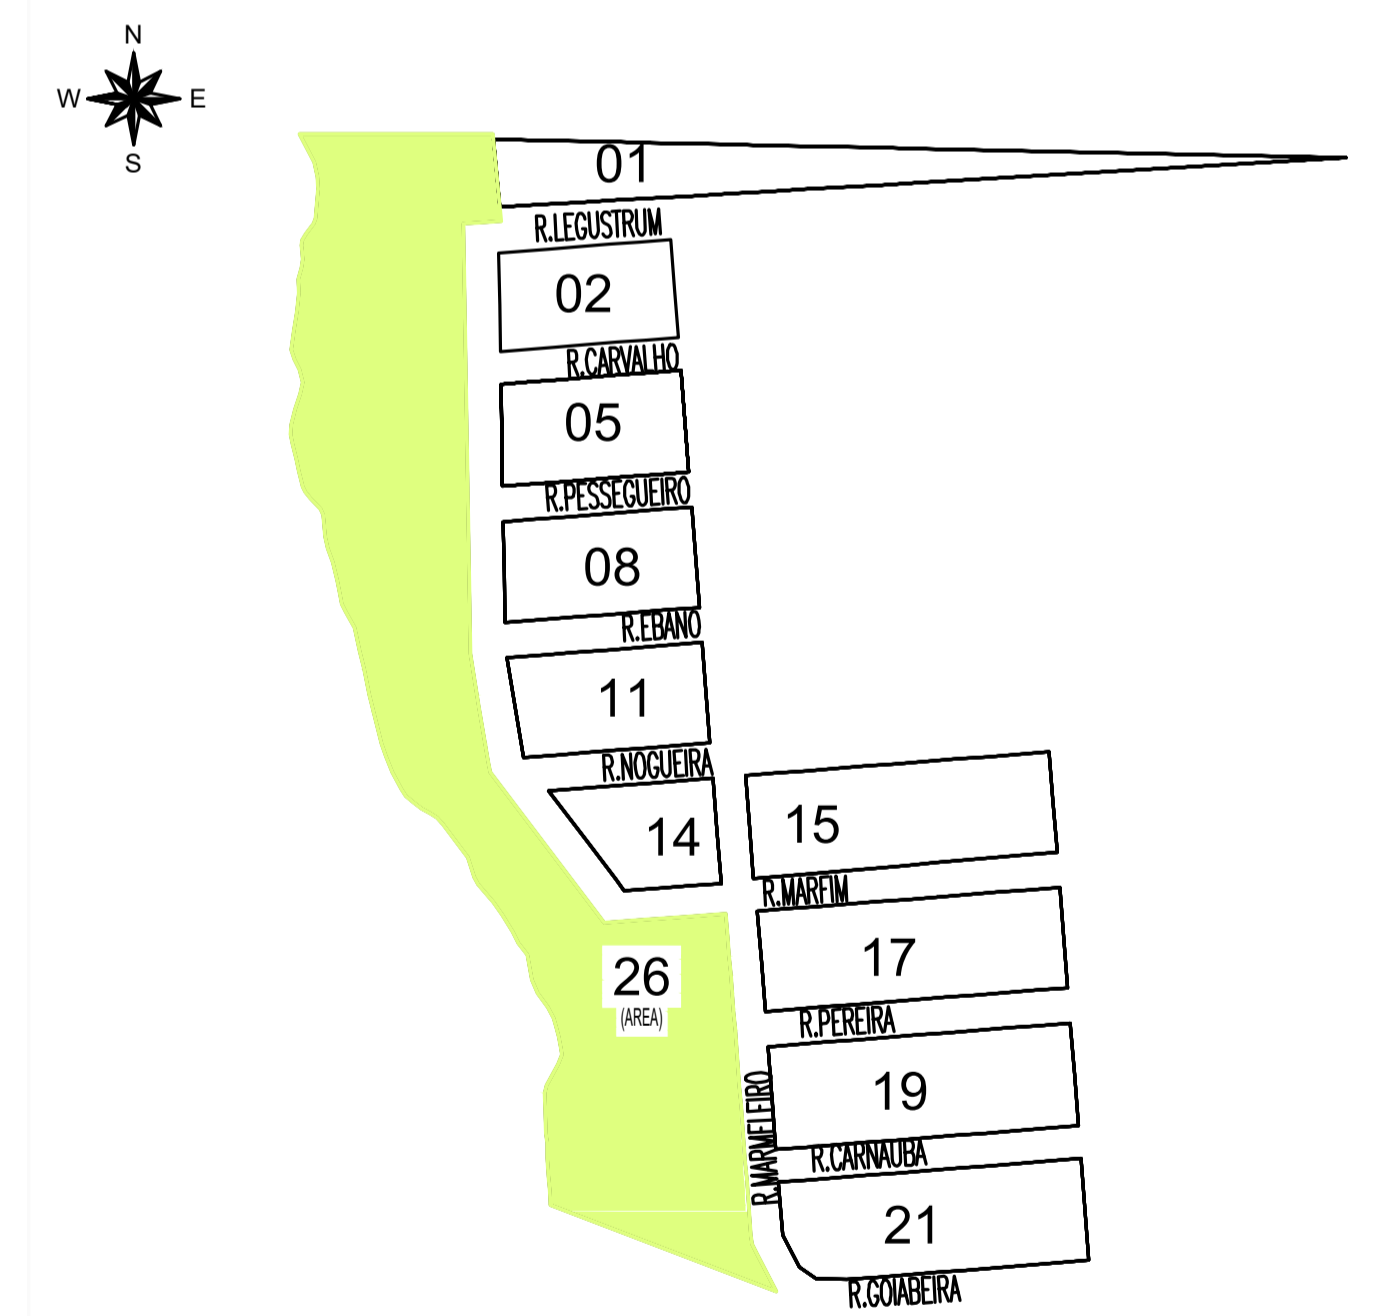 N
W E
S
01
R.LEGUSTRUM
02
R.CARVALHO
05
R.PESSEGUEIRO
08
R.EBANO
11
R.NOGUEIRA
14
15
R.MARFIM
17
26
(AREA)
R.PEREIRA
19
R.MARMELEIRO
R.CARNAUBA
21
R.GOIABEIRA